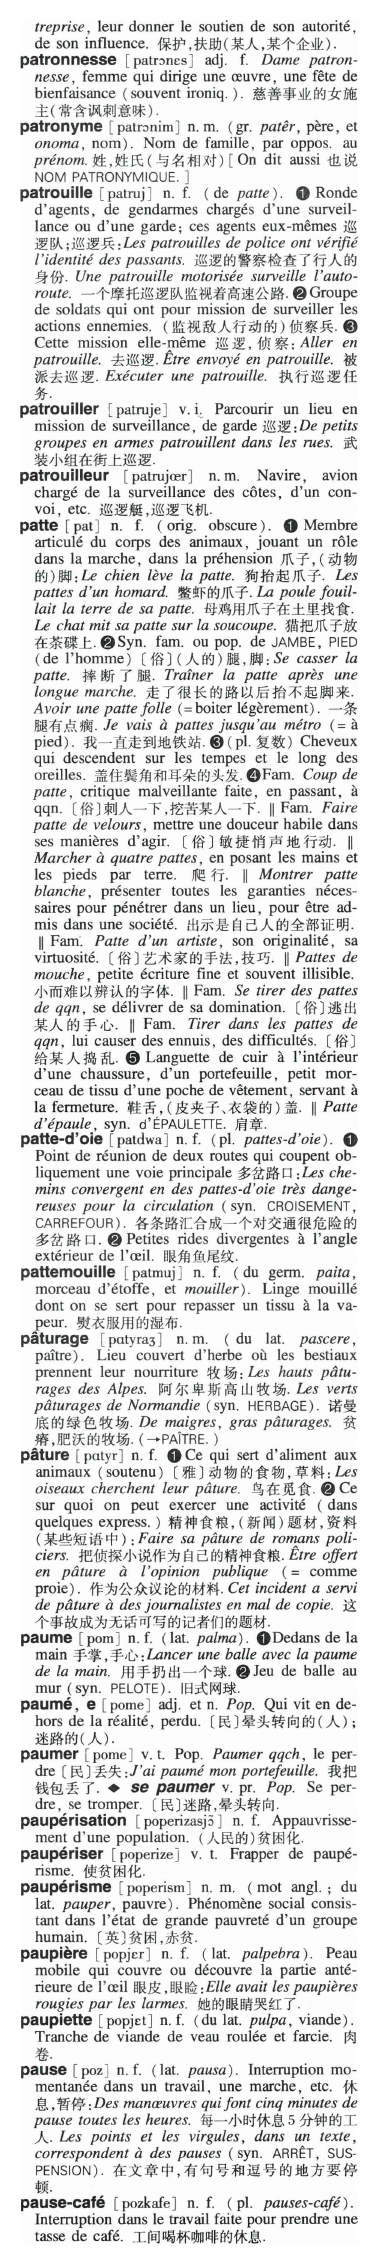 treprise, leur donner le soutien de son autorité,
de son influence. 保护,扶助(某人,某个企业).
patronnesse [patrɔnɛs] adj. f. Dame patron-
nesse, femme qui dirige une œuvre, une fête de
bienfaisance (souvent ironiq.). 慈善事业的女施
主(常含讽刺意味).
patronyme [patrɔnim] n. m. (gr. patêr, père, et
onoma, nom). Nom de famille, par oppos. au
prénom. 姓,姓氏(与名相对) [On dit aussi 也说
NOM PATRONYMIQUE.]
patrouille [patruj] n. f. (de patte). ❶ Ronde
d'agents, de gendarmes chargés d'une surveil-
lance ou d'une garde; ces agents eux-mêmes 巡
逻队;巡逻兵:Les patrouilles de police ont vérifié
l'identité des passants. 巡逻的警察检查了行人的
身份. Une patrouille motorisée surveille l'auto-
route. 一个摩托巡逻队监视着高速公路. ❷ Groupe
de soldats qui ont pour mission de surveiller les
actions ennemies. (监视敌人行动的)侦察兵. ❸
Cette mission elle-même 巡逻,侦察: Aller en
patrouille. 去巡逻. Être envoyé en patrouille. 被
派去巡逻. Exécuter une patrouille. 执行巡逻任
务.
patrouiller [patruje] v. i. Parcourir un lieu en
mission de surveillance, de garde 巡逻:De petits
groupes en armes patrouillent dans les rues. 武
装小组在街上巡逻.
patrouilleur [patrujœr] n. m. Navire, avion
chargé de la surveillance des côtes, d'un con-
voi, etc. 巡逻艇,巡逻飞机.
patte [pat] n. f. (orig. obscure). ❶ Membre
articulé du corps des animaux, jouant un rôle
dans la marche, dans la préhension 爪子,(动物
的)脚:Le chien lève la patte. 狗抬起爪子. Les
pattes d'un homard. 螯虾的爪子. La poule fouil-
lait la terre de sa patte. 母鸡用爪子在土里找食.
Le chat mit sa patte sur la soucoupe. 猫把爪子放
在茶碟上. ❷ Syn. fam. ou pop. de JAMBE, PIED
(de l'homme) 〔俗〕(人的)腿,脚: Se casser la
patte. 摔断了腿. Traîner la patte après une
longue marche. 走了很长的路以后抬不起脚来.
Avoir une patte folle (=boiter légèrement). 一条
腿有点瘸. Je vais à pattes jusqu'au métro (= à
pied). 我一直走到地铁站. ❸ (pl. 复数) Cheveux
qui descendent sur les tempes et le long des
oreilles. 盖住鬓角和耳朵的头发. ❹ Fam. Coup de
patte, critique malveillante faite, en passant, à
qqn. 〔俗〕刺人一下,挖苦某人一下. ‖ Fam. Faire
patte de velours, mettre une douceur habile dans
ses manières d'agir. 〔俗〕敏捷悄声地行动. ‖
Marcher à quatre pattes, en posant les mains et
les pieds par terre. 爬行. ‖ Montrer patte
blanche, présenter toutes les garanties néces-
saires pour pénétrer dans un lieu, pour être ad-
mis dans une société. 出示是自己人的全部证明.
‖ Fam. Patte d'un artiste, son originalité, sa
virtuosité. 〔俗〕艺术家的手法,技巧. ‖ Pattes de
mouche, petite écriture fine et souvent illisible.
小而难以辨认的字体. ‖ Fam. Se tirer des pattes
de qqn, se délivrer de sa domination. 〔俗〕逃出
某人的手心. ‖ Fam. Tirer dans les pattes de
qqn, lui causer des ennuis, des difficultés. 〔俗〕
给某人捣乱. ❺ Languette de cuir à l'intérieur
d'une chaussure, d'un portefeuille, petit mor-
ceau de tissu d'une poche de vêtement, servant à
la fermeture. 鞋舌,(皮夹子、衣袋的)盖. ‖ Patte
d'épaule, syn. d'ÉPAULETTE. 肩章.
patte-d'oie [patdwa] n. f. (pl. pattes-d'oie). ❶
Point de réunion de deux routes qui coupent ob-
liquement une voie principale 多岔路口:Les che-
mins convergent en des pattes-d'oie très dange-
reuses pour la circulation (syn. CROISEMENT,
CARREFOUR). 各条路汇合成一个对交通很危险的
多岔路口. ❷ Petites rides divergentes à l'angle
extérieur de l'œil. 眼角鱼尾纹.
pattemouille [patmuj] n. f. (du germ. paita,
morceau d'étoffe, et mouiller). Linge mouillé
dont on se sert pour repasser un tissu à la va-
peur. 熨衣服用的湿布.
pâturage [pɑtyraʒ] n. m. (du lat. pascere,
paître). Lieu couvert d'herbe où les bestiaux
prennent leur nourriture 牧场: Les hauts pâtu-
rages des Alpes. 阿尔卑斯高山牧场. Les verts
pâturages de Normandie (syn. HERBAGE). 诺曼
底的绿色牧场. De maigres, gras pâturages. 贫
瘠,肥沃的牧场. (→PAÎTRE.)
pâture [pɑtyr] n. f. ❶ Ce qui sert d'aliment aux
animaux (soutenu) 〔雅〕动物的食物,草料: Les
oiseaux cherchent leur pâture. 鸟在觅食. ❷ Ce
sur quoi on peut exercer une activité (dans
quelques express.) 精神食粮,(新闻)题材,资料
(某些短语中): Faire sa pâture de romans poli-
ciers. 把侦探小说作为自己的精神食粮. Être offert
en pâture à l'opinion publique (= comme
proie). 作为公众议论的材料. Cet incident a servi
de pâture à des journalistes en mal de copie. 这
个事故成为无话可写的记者们的题材.
paume [pom] n. f. (lat. palma). ❶ Dedans de la
main 手掌,手心:Lancer une balle avec la paume
de la main. 用手扔出一个球. ❷ Jeu de balle au
mur (syn. PELOTE). 旧式网球.
paumé, e [pome] adj. et n. Pop. Qui vit en de-
hors de la réalité, perdu. 〔民〕晕头转向的(人);
迷路的(人).
paumer [pome] v. t. Pop. Paumer qqch, le per-
dre 〔民〕丢失:J'ai paumé mon portefeuille. 我把
钱包丢了. ◆ se paumer v. pr. Pop. Se per-
dre, se tromper. 〔民〕迷路,晕头转向.
paupérisation [poperizasjɔ̃] n. f. Appauvrisse-
ment d'une population. (人民的)贫困化.
paupériser [poperize] v. t. Frapper de paupé-
risme. 使贫困化.
paupérisme [poperism] n. m. (mot angl.; du
lat. pauper, pauvre). Phénomène social consis-
tant dans l'état de grande pauvreté d'un groupe
humain. 〔英〕贫困,赤贫.
paupière [popjɛr] n. f. (lat. palpebra). Peau
mobile qui couvre ou découvre la partie anté-
rieure de l'œil 眼皮,眼睑:Elle avait les paupières
rougies par les larmes. 她的眼睛哭红了.
paupiette [popjɛt] n. f. (du lat. pulpa, viande).
Tranche de viande de veau roulée et farcie. 肉
卷.
pause [poz] n. f. (lat. pausa). Interruption mo-
mentanée dans un travail, une marche, etc. 休
息,暂停:Des manœuvres qui font cinq minutes de
pause toutes les heures. 每一小时休息5分钟的工
人. Les points et les virgules, dans un texte,
correspondent à des pauses (syn. ARRÊT, SUS-
PENSION). 在文章中,有句号和逗号的地方要停
顿.
pause-café [pozkafe] n. f. (pl. pauses-café).
Interruption dans le travail faite pour prendre une
tasse de café. 工间喝杯咖啡的休息.